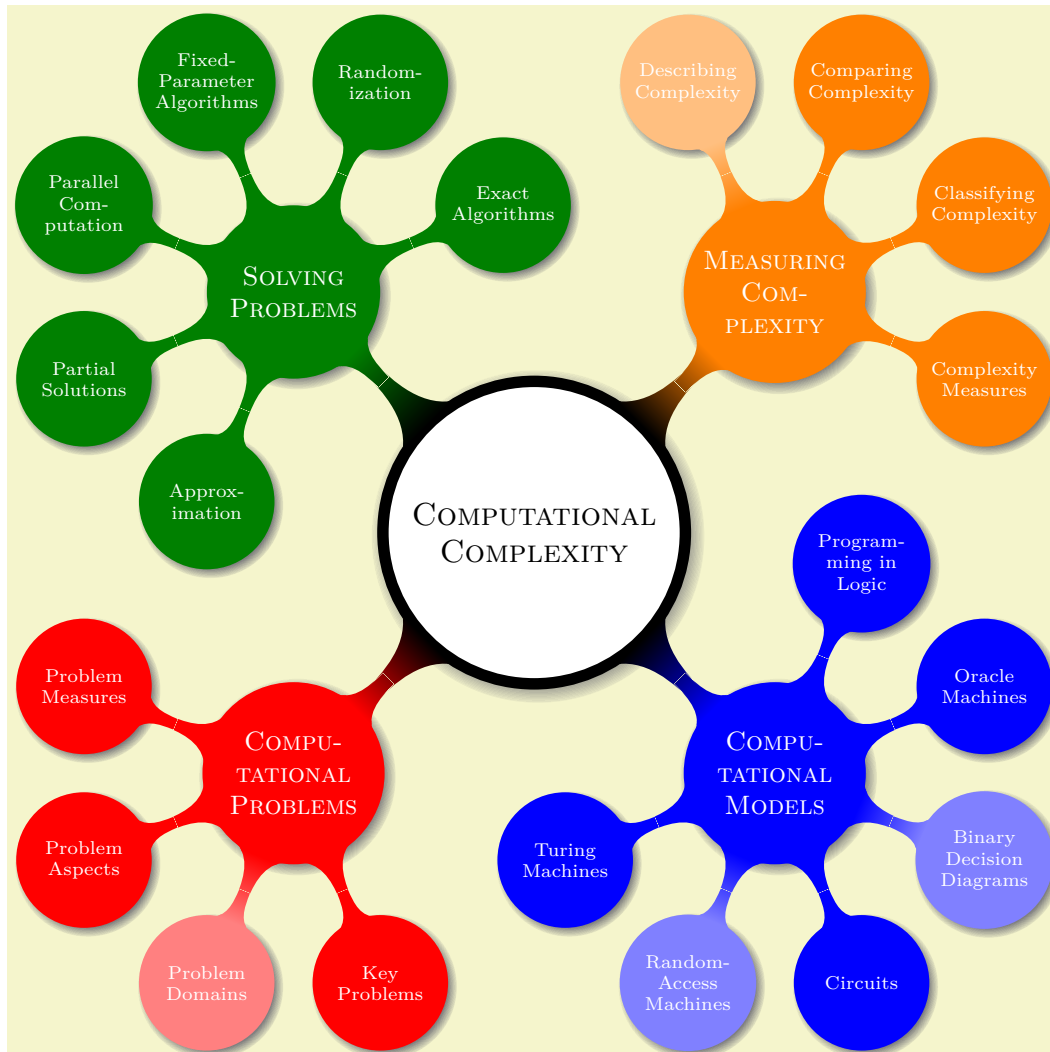 Fixed-
Parameter
Algorithms
Random-
ization
Parallel
Com-
putation
Exact
Algorithms
Solving
Problems
Partial
Solutions
Approx-
imation
Describing
Complexity
Comparing
Complexity
Classifying
Complexity
Measuring
Com-
plexity
Complexity
Measures
Computational
Complexity
Problem
Measures
Compu-
tational
Problems
Problem
Aspects
Problem
Domains
Key
Problems
Program-
ming in
Logic
Oracle
Machines
Compu-
tational
Models
Turing
Machines
Binary
Decision
Diagrams
Random-
Access
Machines
Circuits